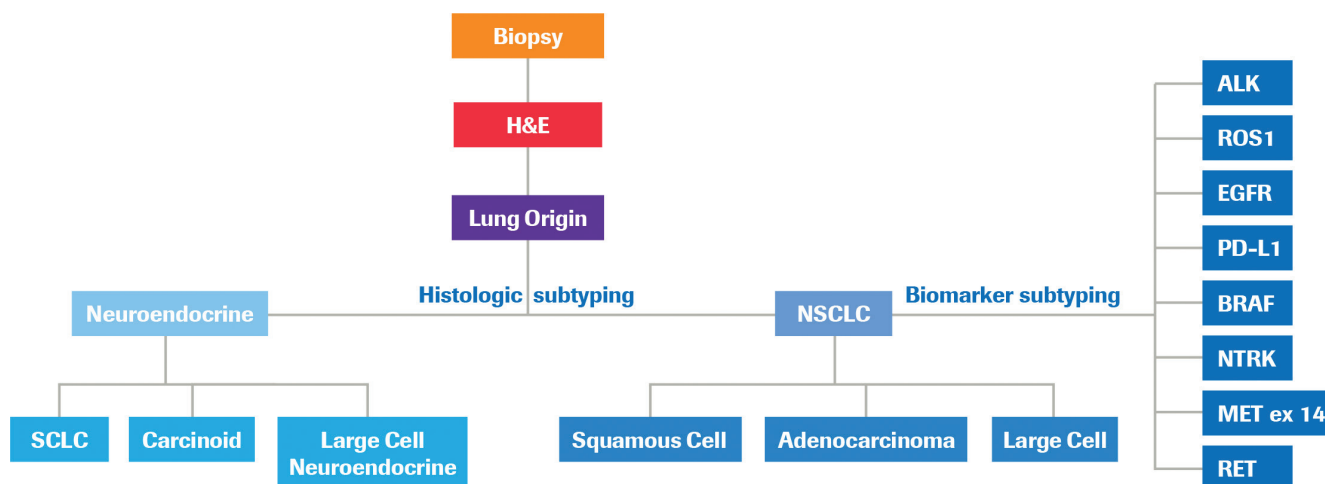 Biopsy
H&E
Lung Origin
Histologic subtyping
Biomarker subtyping
Neuroendocrine
NSCLC
SCLC
Carcinoid
Large Cell
Neuroendocrine
Squamous Cell
Adenocarcinoma
Large Cell
ALK
ROS1
EGFR
PD-L1
BRAF
NTRK
MET ex 14
RET